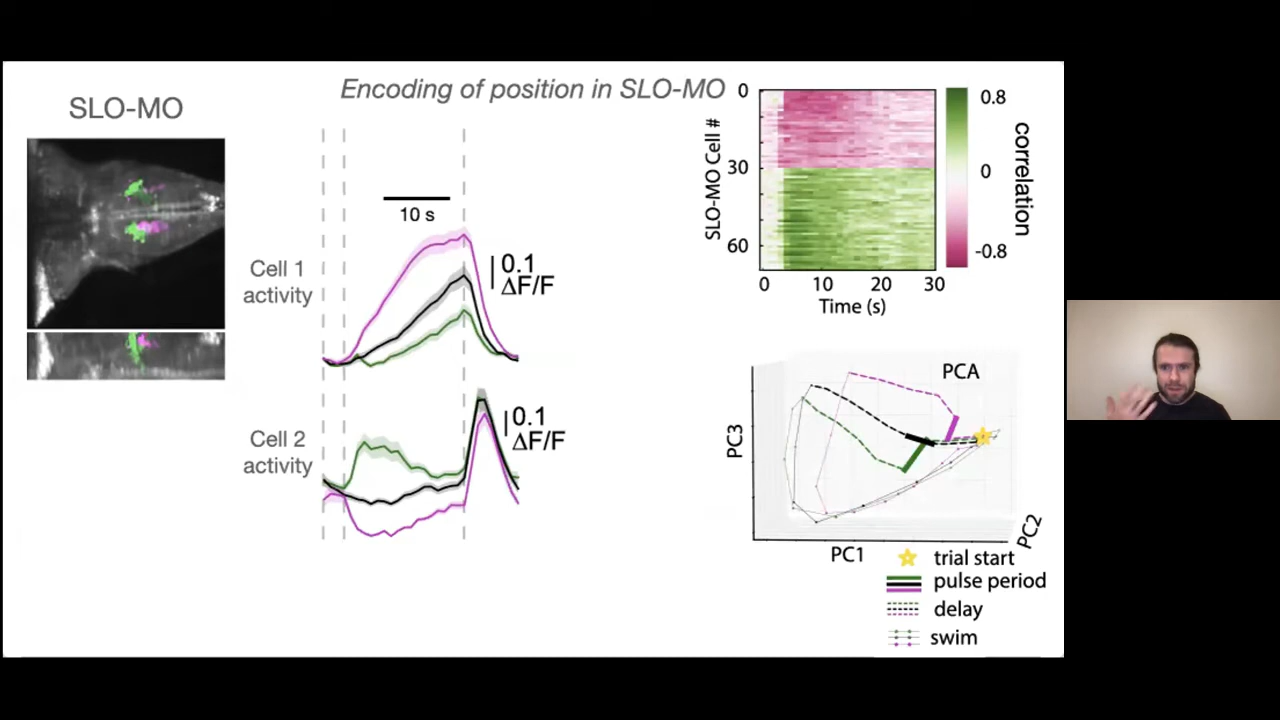 Encoding of position in SLO-MO
SLO-MO
10 s
Cell 1
activity
0.1
ΔF/F
Cell 2
activity
0.1
ΔF/F
SLO-MO Cell #
0
30
60
0
10
20
30
Time (s)
0.8
0
-0.8
correlation
PCA
PC3
PC1
PC2
trial start
pulse period
delay
swim